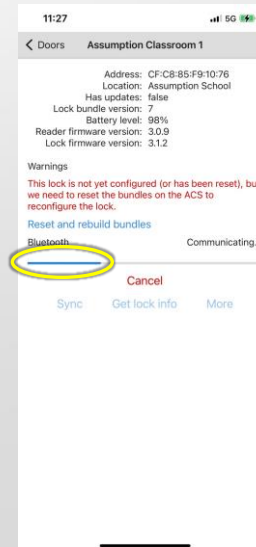 11:27
5G
Doors Assumption Classroom 1
Address: CF:C8:85:F9:10:76
Location: Assumption School
Has updates: false
Lock bundle version: 7
Battery level: 98%
Reader firmware version: 3.0.9
Lock firmware version: 3.1.2
Warnings
This lock is not yet configured (or has been reset), bu
we need to reset the bundles on the ACS to
reconfigure the lock.
Reset and rebuild bundles
Bluetooth Communicating.
Cancel
Sync Get lock info More